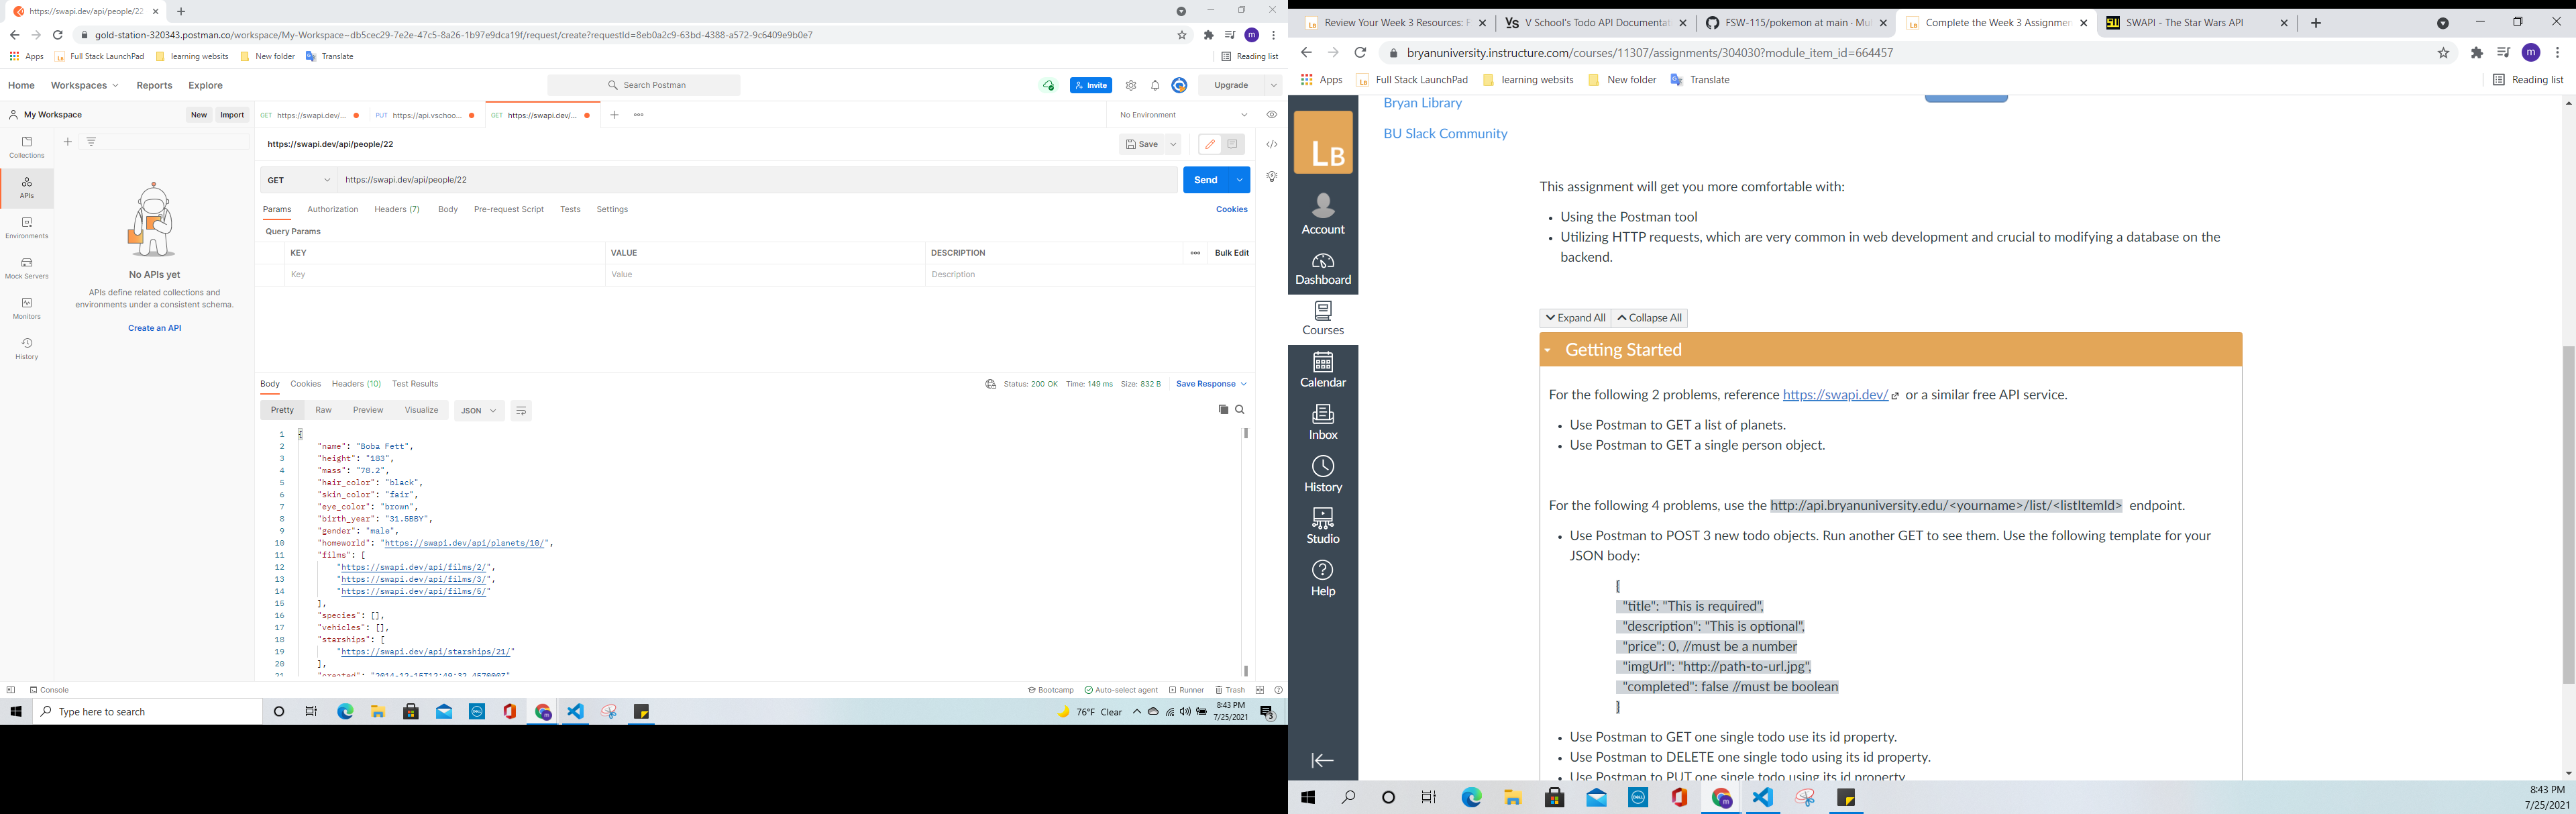 https://swapi.dev/api/people/22
gold-station-320343.postman.co/workspace/My-Workspace~db5cec29-7e2e-47c5-8a26-1b97e9dca19f/request/create?requestId=8eb0a2c9-63bd-4388-a572-9c6409e9b0e7
Apps Full Stack LaunchPad learning websits New folder Translate Reading list
Home Workspaces Reports Explore Search Postman Invite Upgrade
My Workspace New Import GET https://swapi.dev/... PUT https://api.vschoo... GET https://swapi.dev/... No Environment
Collections
APIs
Environments
Mock Servers
Monitors
History
No APIs yet
APIs define related collections and
environments under a consistent schema.
Create an API
https://swapi.dev/api/people/22 Save
GET https://swapi.dev/api/people/22 Send
Params Authorization Headers (7) Body Pre-request Script Tests Settings Cookies
Query Params
KEY VALUE DESCRIPTION Bulk Edit
Key Value Description
Body Cookies Headers (10) Test Results Status: 200 OK Time: 149 ms Size: 832 B Save Response
Pretty Raw Preview Visualize JSON
1 {
2 "name": "Boba Fett",
3 "height": "183",
4 "mass": "78.2",
5 "hair_color": "black",
6 "skin_color": "fair",
7 "eye_color": "brown",
8 "birth_year": "31.5BBY",
9 "gender": "male",
10 "homeworld": "https://swapi.dev/api/planets/10/",
11 "films": [
12 "https://swapi.dev/api/films/2/",
13 "https://swapi.dev/api/films/3/",
14 "https://swapi.dev/api/films/5/"
15 ],
16 "species": [],
17 "vehicles": [],
18 "starships": [
19 "https://swapi.dev/api/starships/21/"
20 ],
Console Bootcamp Auto-select agent Runner Trash
Type here to search 76°F Clear 8:43 PM
7/25/2021 3
Review Your Week 3 Resources: F VS V School's Todo API Documentat FSW-115/pokemon at main · Mul Complete the Week 3 Assignmen SW SWAPI - The Star Wars API
bryanuniversity.instructure.com/courses/11307/assignments/304030?module_item_id=664457
Apps Full Stack LaunchPad learning websits New folder Translate Reading list
LB
Account
Dashboard
Courses
Calendar
Inbox
History
Studio
Help
Bryan Library
BU Slack Community
This assignment will get you more comfortable with:
• Using the Postman tool
• Utilizing HTTP requests, which are very common in web development and crucial to modifying a database on the
backend.
Expand All Collapse All
Getting Started
For the following 2 problems, reference https://swapi.dev/ or a similar free API service.
• Use Postman to GET a list of planets.
• Use Postman to GET a single person object.
For the following 4 problems, use the http://api.bryanuniversity.edu/<yourname>/list/<listItemId> endpoint.
• Use Postman to POST 3 new todo objects. Run another GET to see them. Use the following template for your
JSON body:
{
"title": "This is required",
"description": "This is optional",
"price": 0, //must be a number
"imgUrl": "http://path-to-url.jpg",
"completed": false //must be boolean
}
• Use Postman to GET one single todo use its id property.
• Use Postman to DELETE one single todo using its id property.
• Use Postman to PUT one single todo using its id property
8:43 PM
7/25/2021